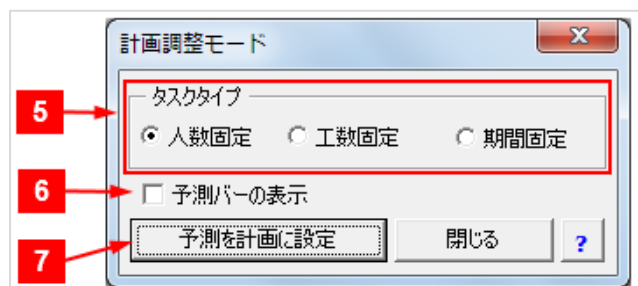 計画調整モード
タスクタイプ
5
人数固定 工数固定 期間固定
6
予測バーの表示
7
予測を計画に設定 閉じる ?